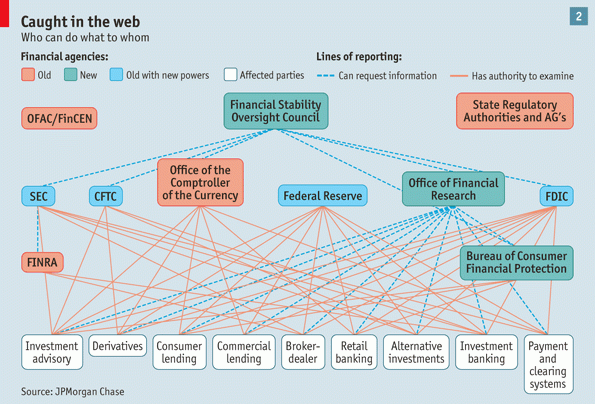 2
Caught in the web
Who can do what to whom
Financial agencies:
Lines of reporting:
Old
New
Old with new powers
Affected parties
Can request information
Has authority to examine
OFAC/FinCEN
Financial Stability
Oversight Council
State Regulatory
Authorities and AG's
SEC
CFTC
Office of the
Comptroller
of the Currency
Federal Reserve
Office of Financial
Research
FDIC
FINRA
Bureau of Consumer
Financial Protection
Investment
advisory
Derivatives
Consumer
lending
Commercial
lending
Broker-
dealer
Retail
banking
Alternative
investments
Investment
banking
Payment
and
clearing
systems
Source: JPMorgan Chase